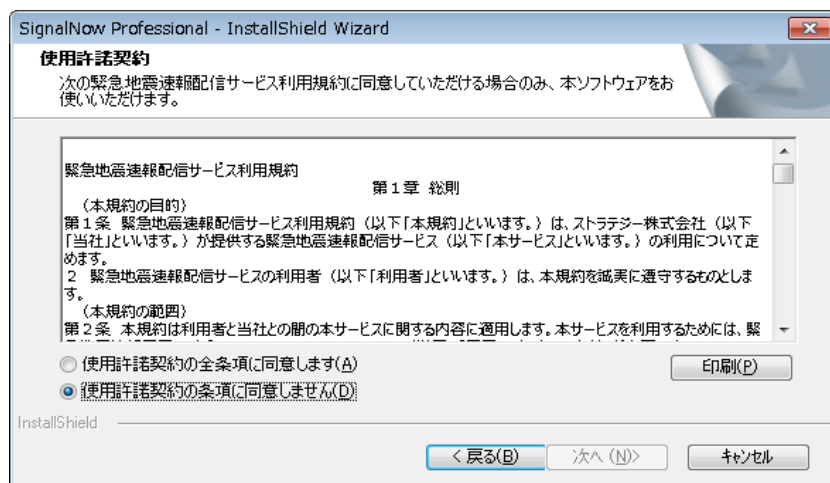 SignalNow Professional - InstallShield Wizard
使用許諾契約
次の緊急地震速報配信サービス利用規約に同意していただける場合のみ、本ソフトウェアをお
使いいただけます。
緊急地震速報配信サービス利用規約
第1章 総則
(本規約の目的)
第1条 緊急地震速報配信サービス利用規約(以下「本規約」といいます。)は、ストラテジー株式会社(以下
「当社」といいます。)が提供する緊急地震速報配信サービス(以下「本サービス」といいます。)の利用について定
めます。
2 緊急地震速報配信サービスの利用者(以下「利用者」といいます。)は、本規約を誠実に遵守するものとしま
す。
(本規約の範囲)
第2条 本規約は利用者と当社との間の本サービスに関する内容に適用します。本サービスを利用するためには、緊
使用許諾契約の全条項に同意します(A)
印刷(P)
使用許諾契約の条項に同意しません(D)
InstallShield
< 戻る(B)
次へ (N)>
キャンセル